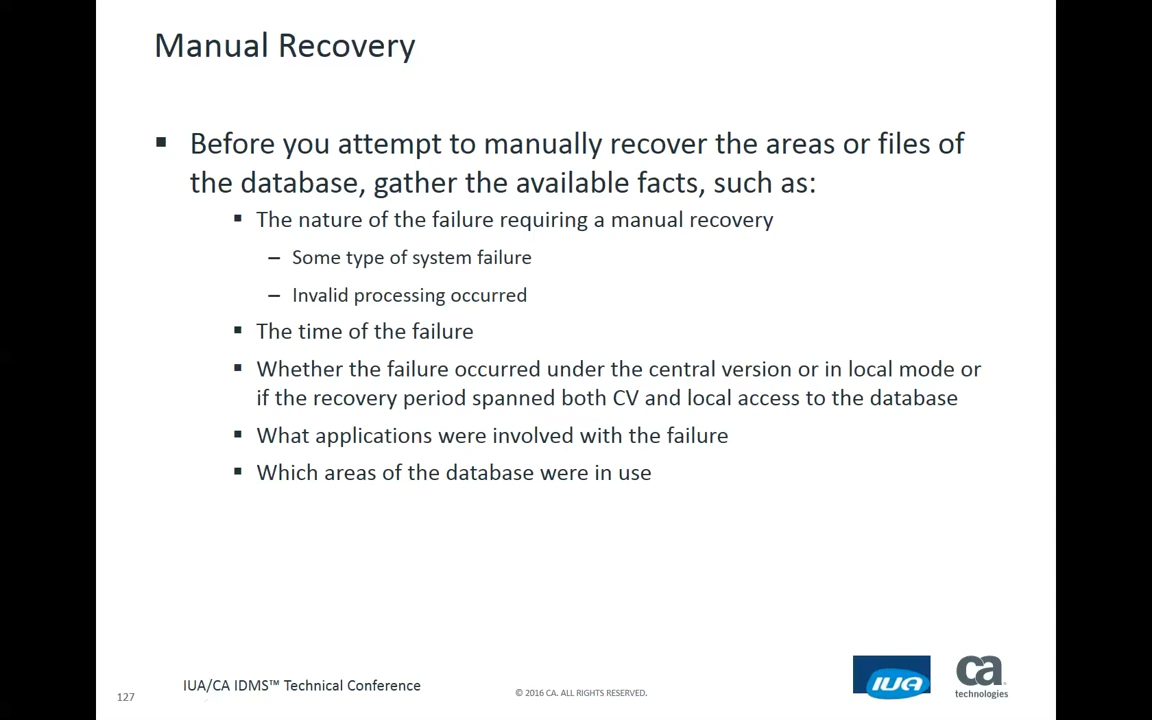 Manual Recovery
▪ Before you attempt to manually recover the areas or files of
the database, gather the available facts, such as:
▪ The nature of the failure requiring a manual recovery
– Some type of system failure
– Invalid processing occurred
▪ The time of the failure
▪ Whether the failure occurred under the central version or in local mode or
if the recovery period spanned both CV and local access to the database
▪ What applications were involved with the failure
▪ Which areas of the database were in use
127
IUA/CA IDMS™ Technical Conference
© 2016 CA. ALL RIGHTS RESERVED.
IUA
ca
technologies